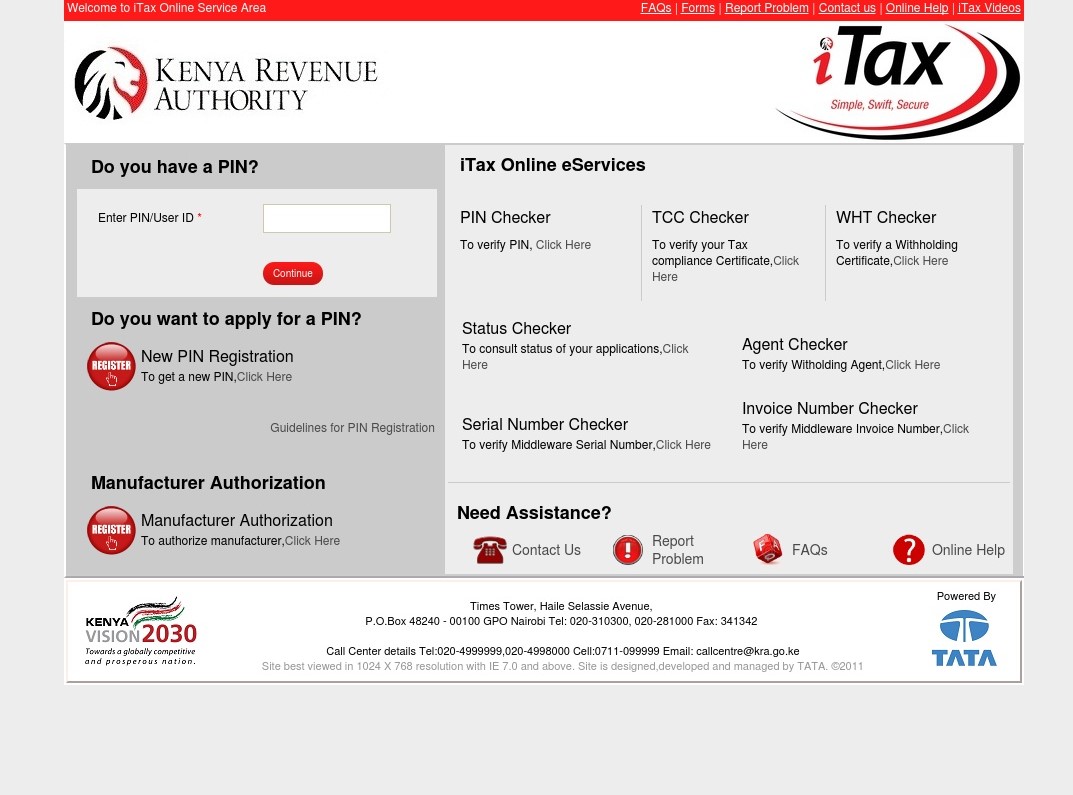 Welcome to iTax Online Service Area
FAQs | Forms | Report Problem | Contact us | Online Help | iTax Videos
KENYA REVENUE
AUTHORITY
iTax
Simple, Swift, Secure
Do you have a PIN?
Enter PIN/User ID *
Continue
Do you want to apply for a PIN?
REGISTER
New PIN Registration
To get a new PIN,Click Here
Guidelines for PIN Registration
Manufacturer Authorization
REGISTER
Manufacturer Authorization
To authorize manufacturer,Click Here
iTax Online eServices
PIN Checker
To verify PIN, Click Here
TCC Checker
To verify your Tax
compliance Certificate,Click
Here
WHT Checker
To verify a Withholding
Certificate,Click Here
Status Checker
To consult status of your applications,Click
Here
Agent Checker
To verify Witholding Agent,Click Here
Serial Number Checker
To verify Middleware Serial Number,Click Here
Invoice Number Checker
To verify Middleware Invoice Number,Click
Here
Need Assistance?
Contact Us
Report
Problem
FAQs
Online Help
KENYA
VISION 2030
Towards a globally competitive
and prosperous nation.
Times Tower, Haile Selassie Avenue,
P.O.Box 48240 - 00100 GPO Nairobi Tel: 020-310300, 020-281000 Fax: 341342
Call Center details Tel:020-4999999,020-4998000 Cell:0711-099999 Email: callcentre@kra.go.ke
Site best viewed in 1024 X 768 resolution with IE 7.0 and above. Site is designed,developed and managed by TATA. ©2011
Powered By
TATA